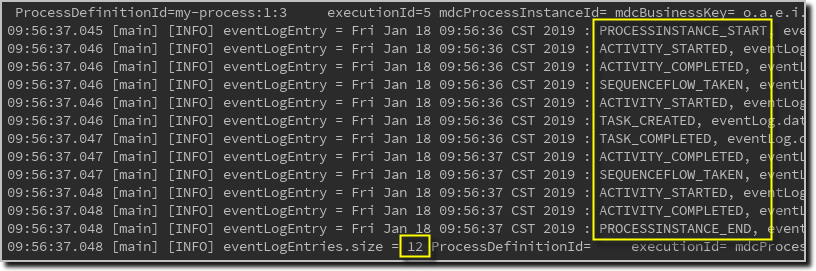 ProcessDefinitionId=my-process:1:3 executionId=5 mdcProcessInstanceId= mdcBusinessKey= o.a.e.i.
09:56:37.045 [main] [INFO] eventLogEntry = Fri Jan 18 09:56:36 CST 2019 : PROCESSINSTANCE_START, eve
09:56:37.046 [main] [INFO] eventLogEntry = Fri Jan 18 09:56:36 CST 2019 : ACTIVITY_STARTED, eventLog
09:56:37.046 [main] [INFO] eventLogEntry = Fri Jan 18 09:56:36 CST 2019 : ACTIVITY_COMPLETED, eventL
09:56:37.046 [main] [INFO] eventLogEntry = Fri Jan 18 09:56:36 CST 2019 : SEQUENCEFLOW_TAKEN, eventL
09:56:37.046 [main] [INFO] eventLogEntry = Fri Jan 18 09:56:36 CST 2019 : ACTIVITY_STARTED, eventLog
09:56:37.046 [main] [INFO] eventLogEntry = Fri Jan 18 09:56:36 CST 2019 : TASK_CREATED, eventLog.dat
09:56:37.047 [main] [INFO] eventLogEntry = Fri Jan 18 09:56:37 CST 2019 : TASK_COMPLETED, eventLog.d
09:56:37.047 [main] [INFO] eventLogEntry = Fri Jan 18 09:56:37 CST 2019 : ACTIVITY_COMPLETED, eventL
09:56:37.047 [main] [INFO] eventLogEntry = Fri Jan 18 09:56:37 CST 2019 : SEQUENCEFLOW_TAKEN, eventL
09:56:37.048 [main] [INFO] eventLogEntry = Fri Jan 18 09:56:37 CST 2019 : ACTIVITY_STARTED, eventLog
09:56:37.048 [main] [INFO] eventLogEntry = Fri Jan 18 09:56:37 CST 2019 : ACTIVITY_COMPLETED, eventL
09:56:37.048 [main] [INFO] eventLogEntry = Fri Jan 18 09:56:37 CST 2019 : PROCESSINSTANCE_END, event
09:56:37.048 [main] [INFO] eventLogEntries.size = 12 ProcessDefinitionId= executionId= mdcProces